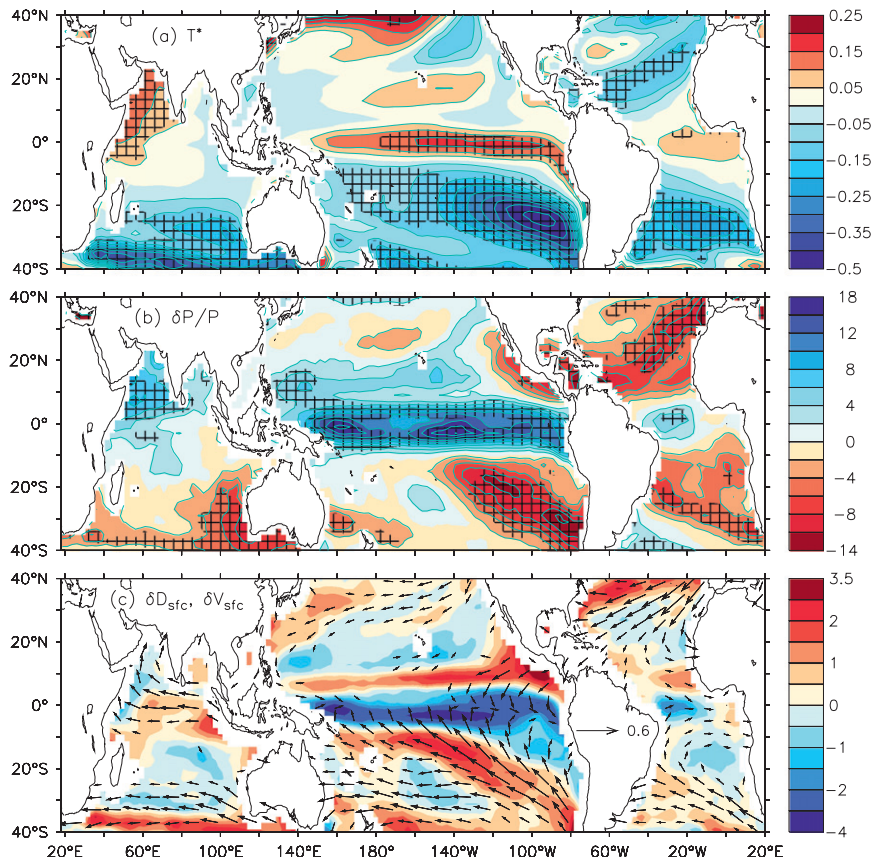 40°N
20°N
0°
20°S
40°S
(a) T*
0.25
0.15
0.05
−0.05
−0.15
−0.25
−0.35
−0.5
40°N
20°N
0°
20°S
40°S
(b) δP/P
18
12
8
4
0
−4
−8
−14
40°N
20°N
0°
20°S
40°S
(c) δD_sfc, δV_sfc
0.6
3.5
2
1
0
−1
−2
−4
20°E 60°E 100°E 140°E 180° 140°W 100°W 60°W 20°W 20°E